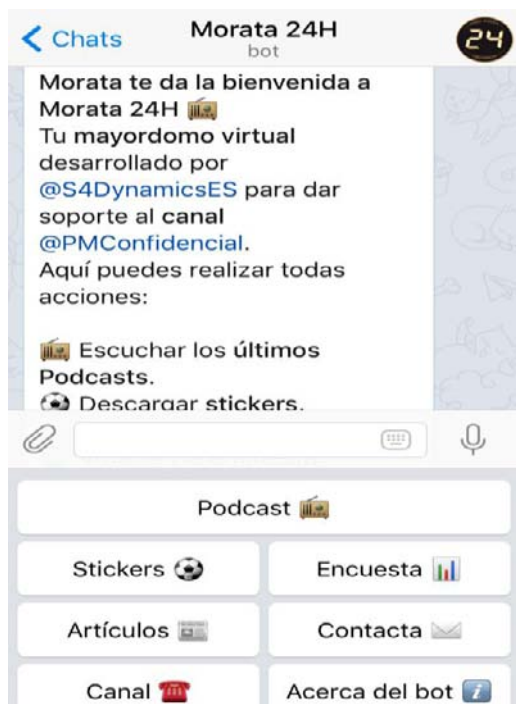 Chats
Morata 24H
bot
24
Morata te da la bienvenida a
Morata 24H 📻
Tu mayordomo virtual
desarrollado por
@S4DynamicsES para dar
soporte al canal
@PMConfidencial.
Aquí puedes realizar todas
acciones:
📻 Escuchar los últimos
Podcasts.
⚽ Descargar stickers.
Podcast 📻
Stickers ⚽
Encuesta 📊
Artículos 📰
Contacta ✉️
Canal ☎️
Acerca del bot ℹ️